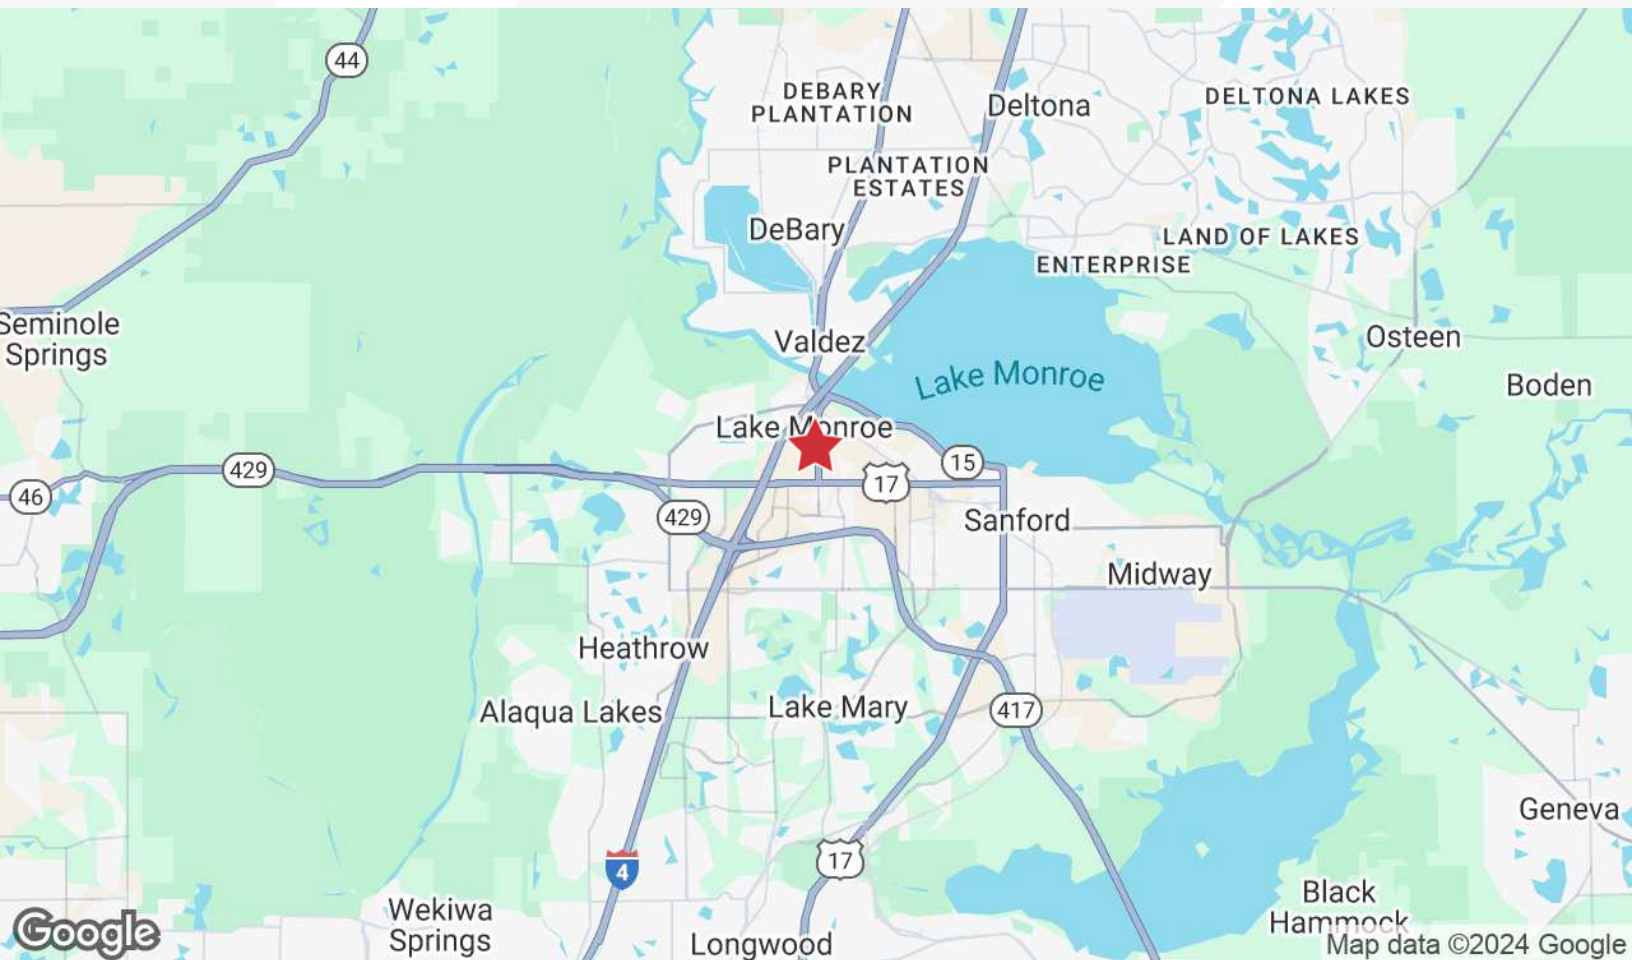 44
DEBARY
PLANTATION
Deltona
DELTONA LAKES
PLANTATION
ESTATES
DeBary
LAND OF LAKES
ENTERPRISE
Seminole
Springs
Valdez
Osteen
Lake Monroe
Boden
Lake Monroe
429
15
46
17
429
Sanford
Midway
Heathrow
Alaqua Lakes
Lake Mary
417
Geneva
17
4
Black
Hammock
Wekiwa
Springs
Longwood
Google
Map data ©2024 Google